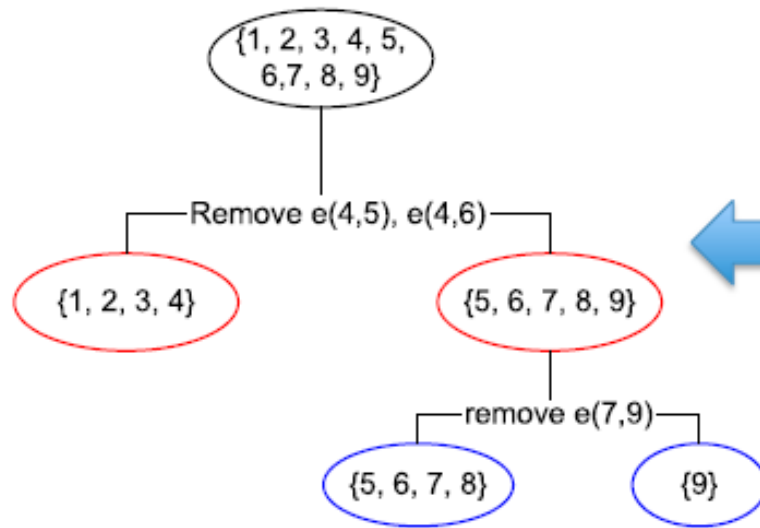 {1, 2, 3, 4, 5,
6,7, 8, 9}
Remove e(4,5), e(4,6)
{1, 2, 3, 4}
{5, 6, 7, 8, 9}
remove e(7,9)
{5, 6, 7, 8}
{9}